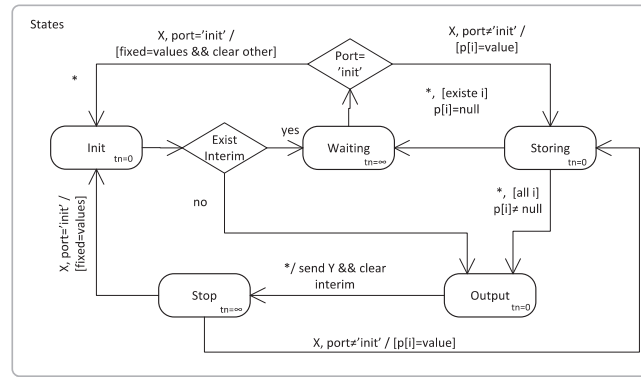 States
X, port='init' /
[fixed=values && clear other]
X, port≠'init' /
[p[i]=value]
Port=
'init'
*
*, [existe i]
p[i]=null
Init
tn=0
Exist
Interim
yes
Waiting
tn=∞
Storing
tn=0
no
*, [all i]
p[i]≠ null
X, port='init' /
[fixed=values]
*/ send Y && clear
interim
Stop
tn=∞
Output
tn=0
X, port≠'init' / [p[i]=value]